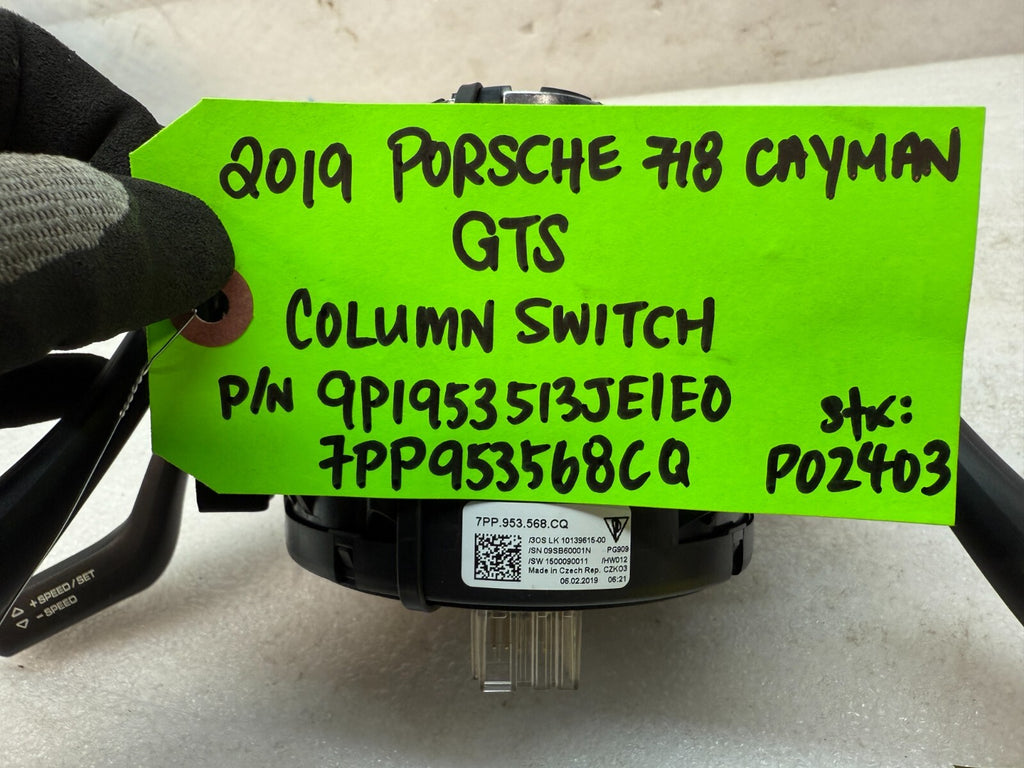 2019 PORSCHE 718 CAYMAN
GTS
COLUMN SWITCH
P/N 9P1953513JE1E0
7PP953568CQ
stk:
P02403
7PP.953.568.CQ
/3OS LK 10139615-00
/SN 09SB60001N PG909
/SW 1500090011 /HW012
Made in Czech Rep. CZK03
06.02.2019 06:21
+ SPEED / SET
- SPEED